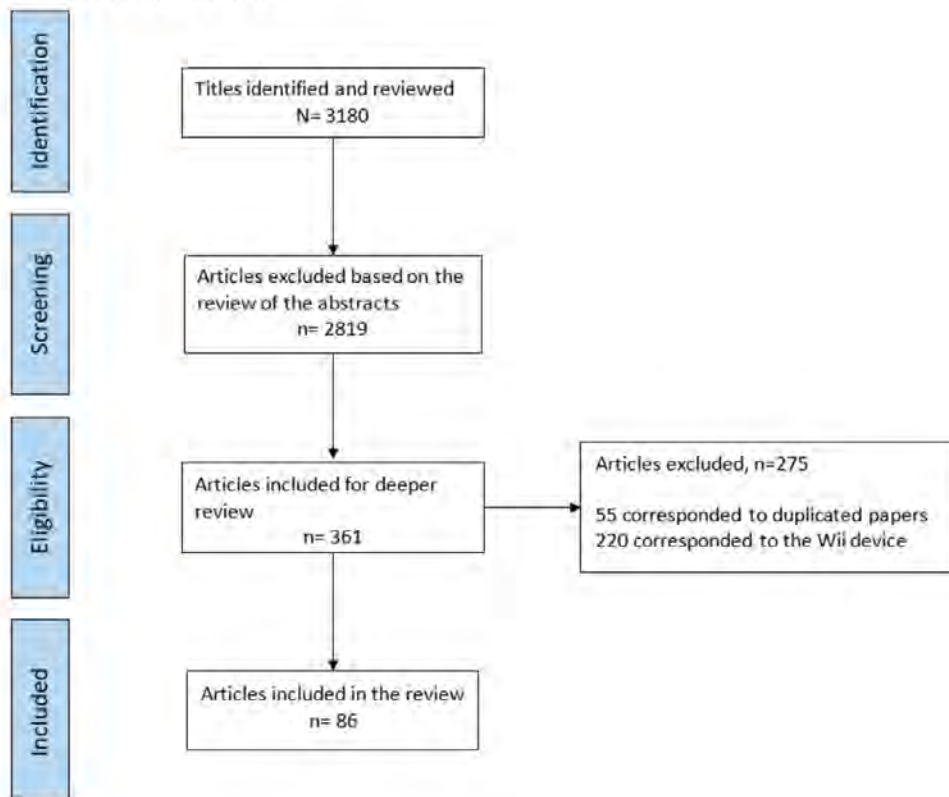 Identification
Titles identified and reviewed
N= 3180
Screening
Articles excluded based on the
review of the abstracts
n= 2819
Eligibility
Articles included for deeper
review
n= 361
Articles excluded, n=275
55 corresponded to duplicated papers
220 corresponded to the Wii device
Included
Articles included in the review
n= 86